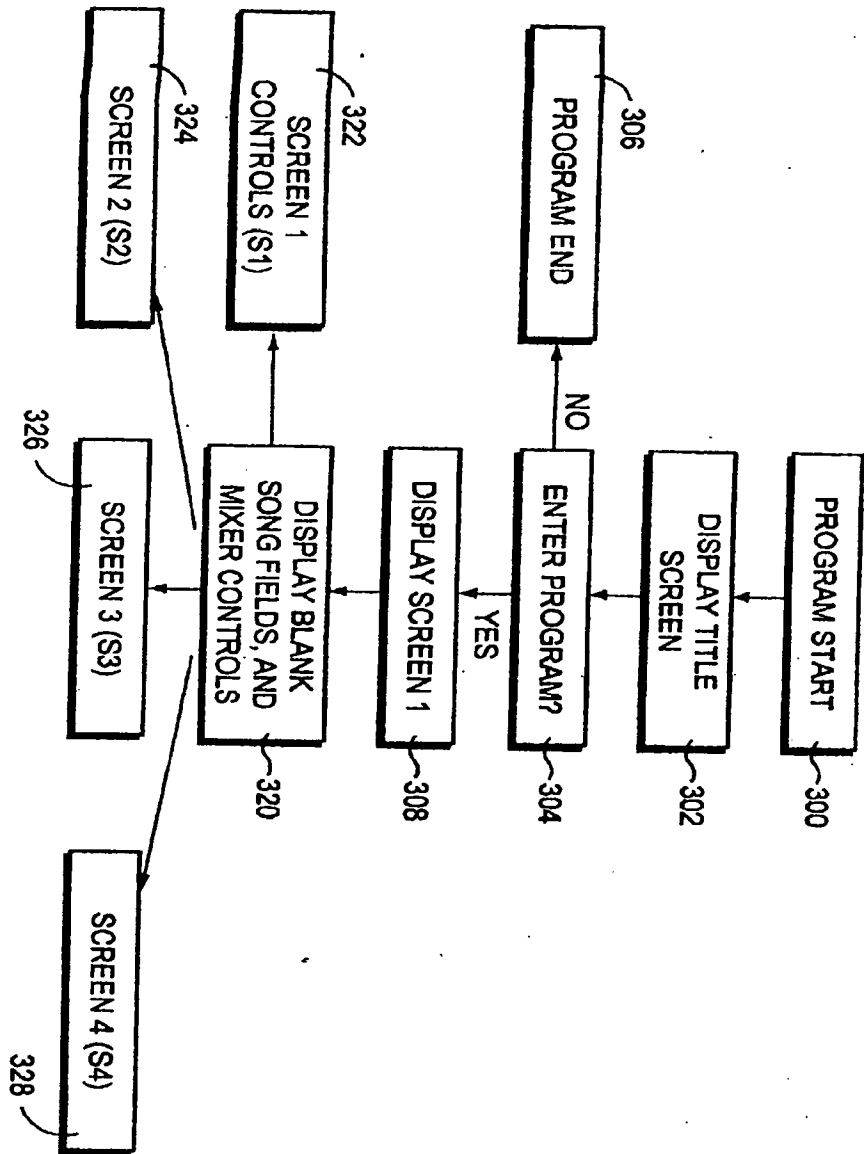 PROGRAM START
300
DISPLAY TITLE
SCREEN
302
ENTER PROGRAM?
304
NO
PROGRAM END
306
YES
DISPLAY SCREEN 1
308
DISPLAY BLANK
SONG FIELDS, AND
MIXER CONTROLS
320
SCREEN 1
CONTROLS (S1)
322
SCREEN 2 (S2)
324
SCREEN 3 (S3)
326
SCREEN 4 (S4)
328